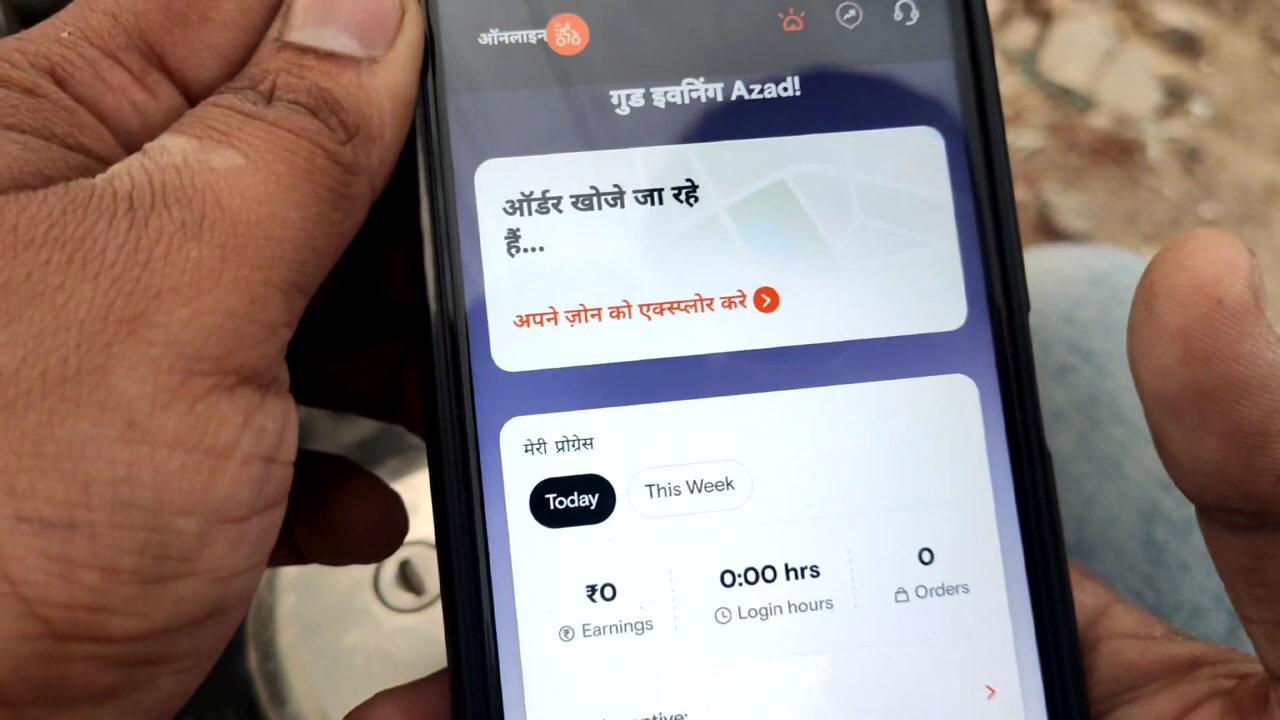 ऑनलाइन
गुड इवनिंग Azad!
ऑर्डर खोजे जा रहे
हैं...
अपने ज़ोन को एक्स्प्लोर करे
मेरी प्रोग्रेस
Today This Week
₹0 0:00 hrs 0
Earnings Login hours Orders